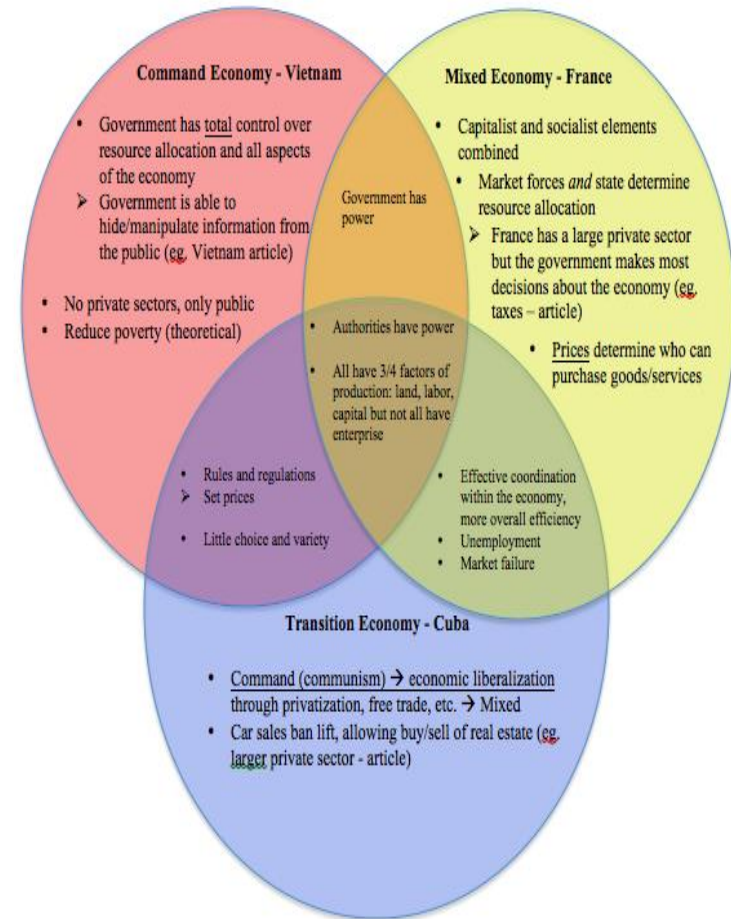 Command Economy - Vietnam
• Government has total control over
resource allocation and all aspects
of the economy
➢ Government is able to
hide/manipulate information from
the public (eg. Vietnam article)
• No private sectors, only public
• Reduce poverty (theoretical)
Government has
power
Mixed Economy - France
• Capitalist and socialist elements
combined
• Market forces and state determine
resource allocation
➢ France has a large private sector
but the government makes most
decisions about the economy (eg.
taxes – article)
• Prices determine who can
purchase goods/services
• Authorities have power
• All have 3/4 factors of
production: land, labor,
capital but not all have
enterprise
• Rules and regulations
➢ Set prices
• Little choice and variety
• Effective coordination
within the economy,
more overall efficiency
• Unemployment
• Market failure
Transition Economy - Cuba
• Command (communism) → economic liberalization
through privatization, free trade, etc. → Mixed
• Car sales ban lift, allowing buy/sell of real estate (eg.
larger private sector - article)